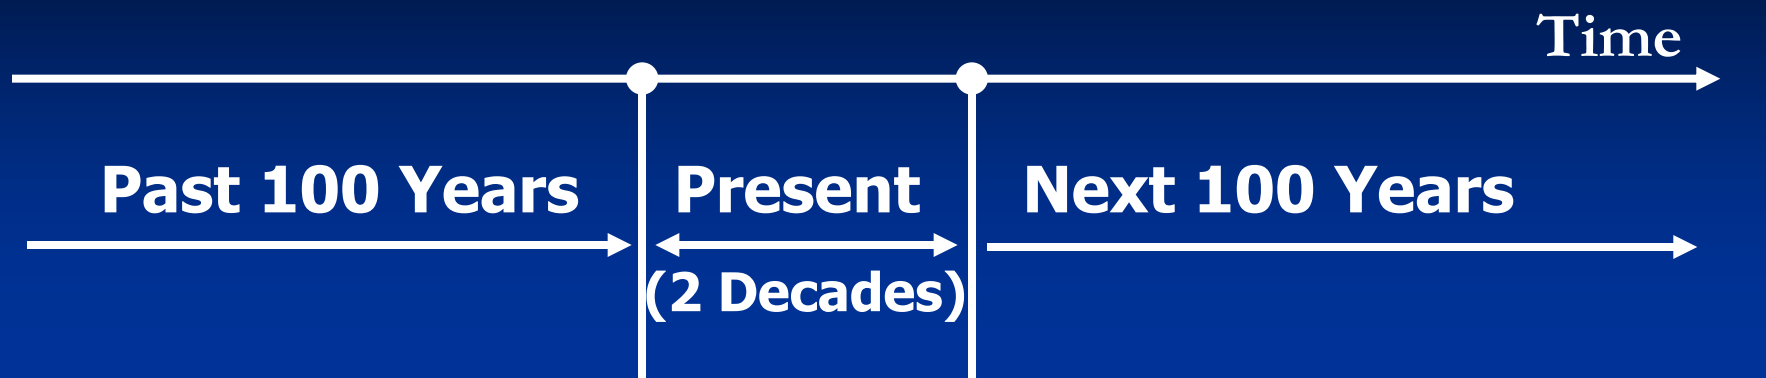 Time
Past 100 Years
Present
(2 Decades)
Next 100 Years